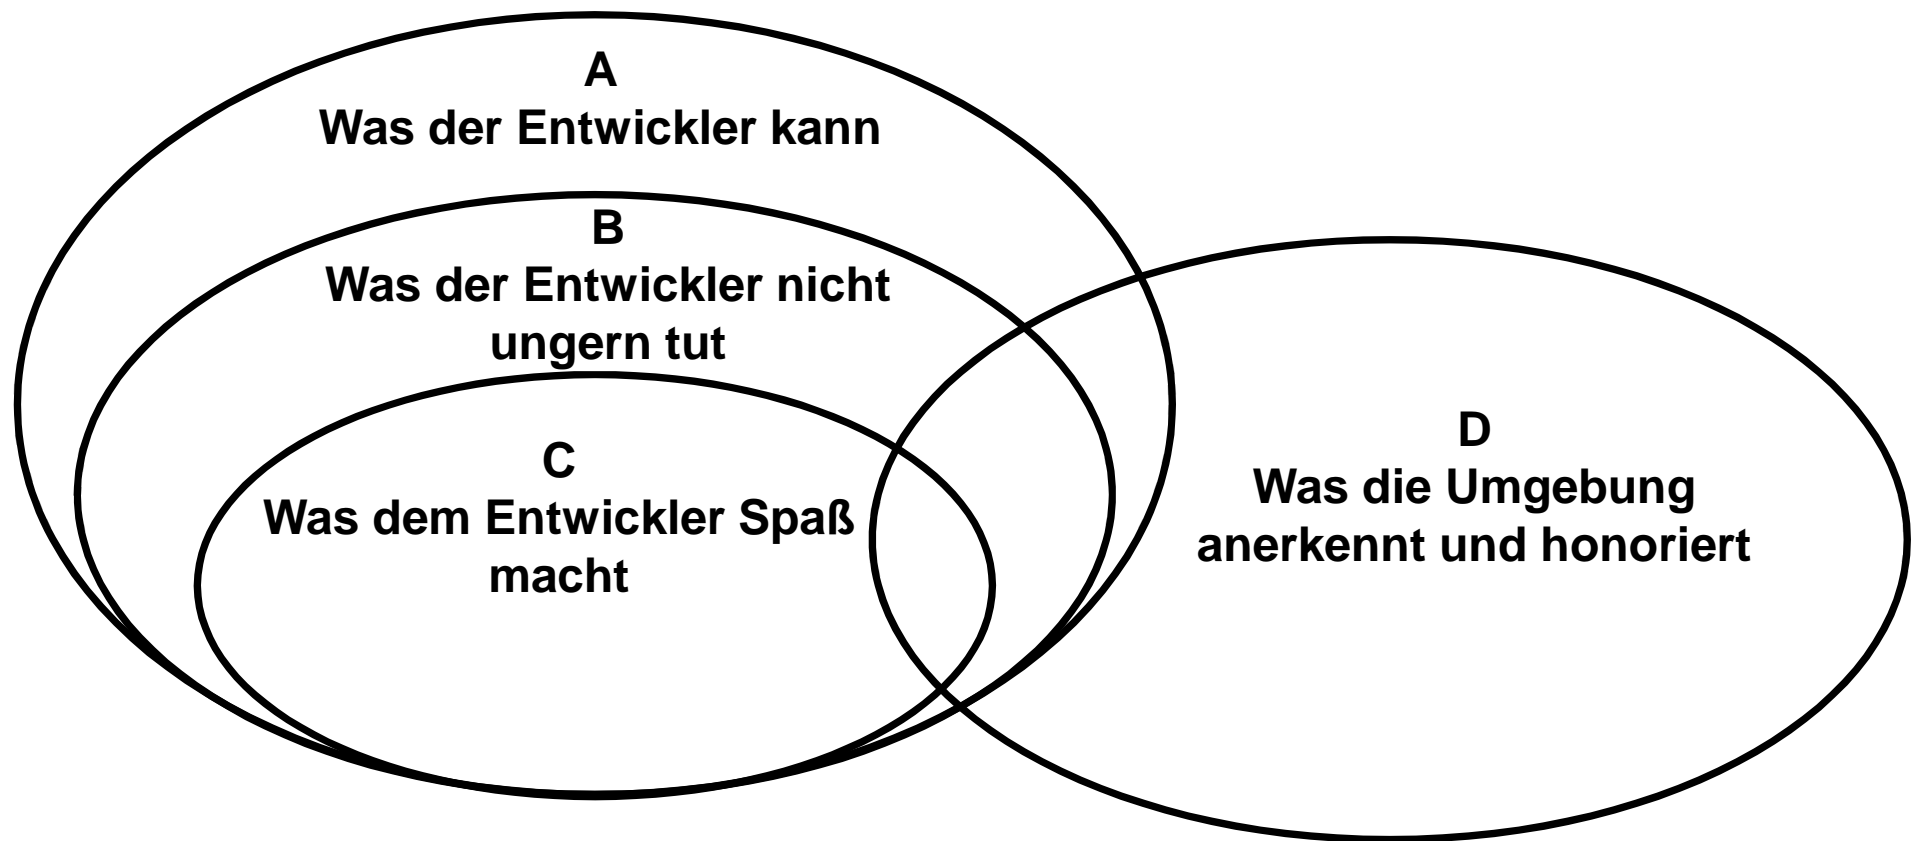 A
Was der Entwickler kann
B
Was der Entwickler nicht
ungern tut
C
Was dem Entwickler Spaß
macht
D
Was die Umgebung
anerkennt und honoriert